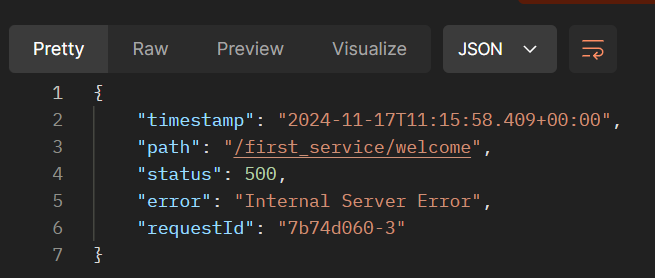 Pretty Raw Preview Visualize JSON
1 {
2 "timestamp": "2024-11-17T11:15:58.409+00:00",
3 "path": "/first_service/welcome",
4 "status": 500,
5 "error": "Internal Server Error",
6 "requestId": "7b74d060-3"
7 }